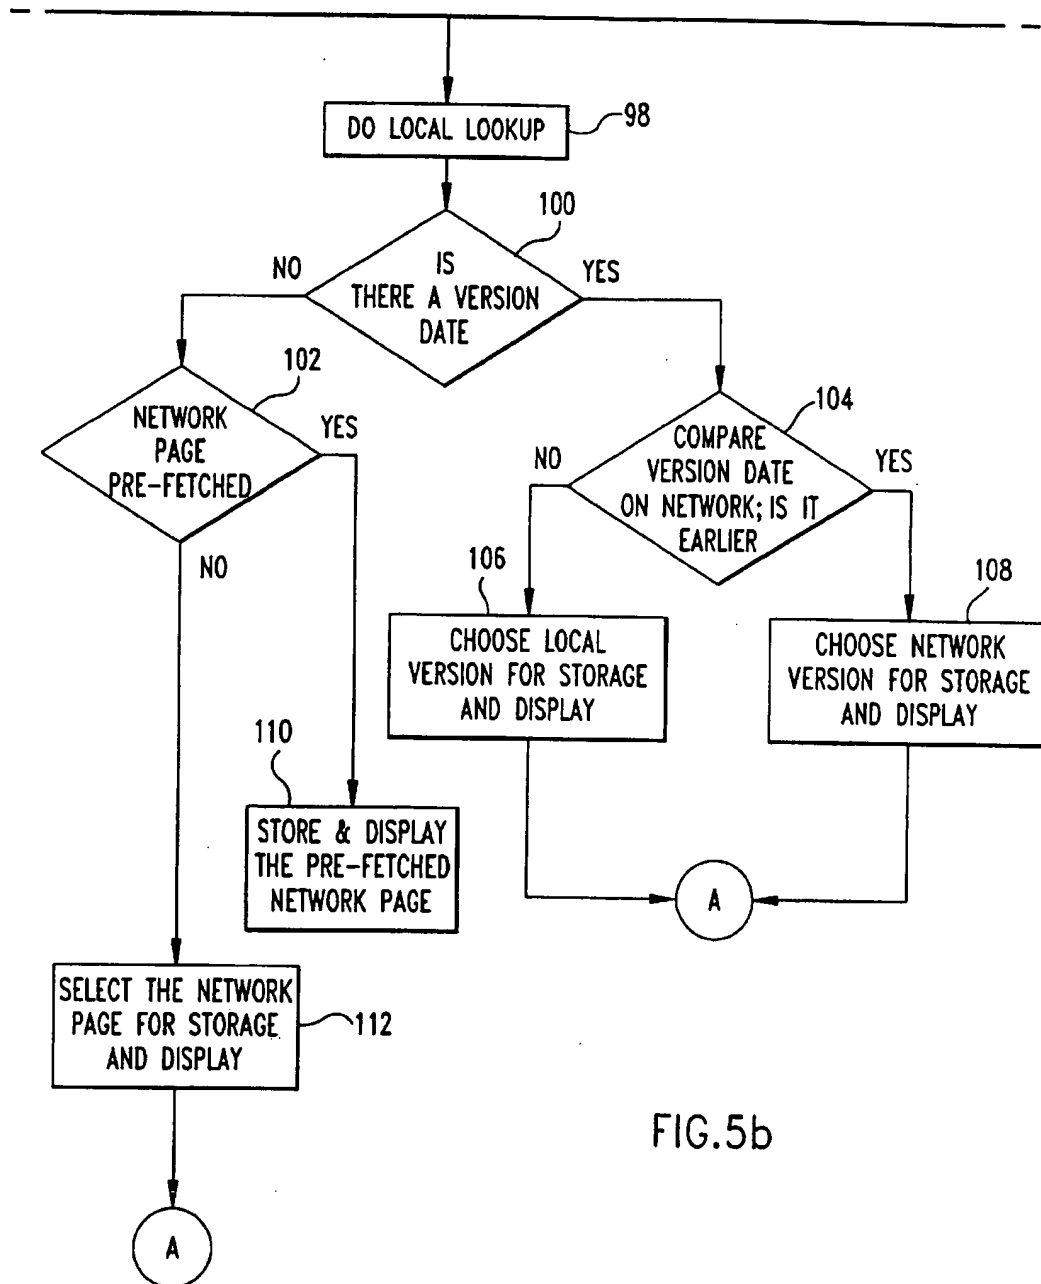 DO LOCAL LOOKUP
98
100
IS
THERE A VERSION
DATE
NO
YES
102
NETWORK
PAGE
PRE-FETCHED
YES
NO
104
COMPARE
VERSION DATE
ON NETWORK; IS IT
EARLIER
NO
YES
106
CHOOSE LOCAL
VERSION FOR STORAGE
AND DISPLAY
108
CHOOSE NETWORK
VERSION FOR STORAGE
AND DISPLAY
110
STORE & DISPLAY
THE PRE-FETCHED
NETWORK PAGE
A
SELECT THE NETWORK
PAGE FOR STORAGE
AND DISPLAY
112
A
FIG.5b